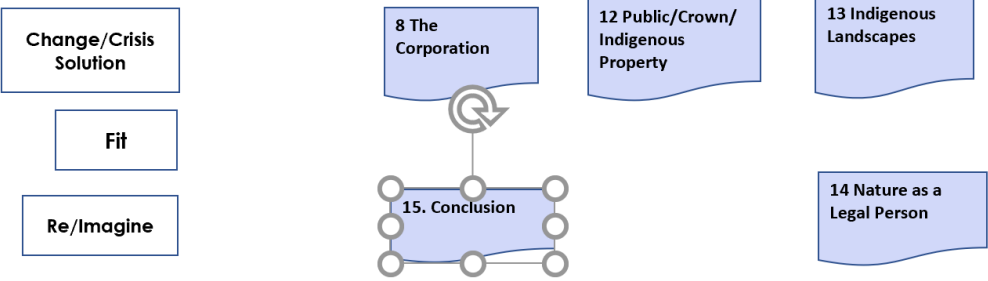 Change/Crisis
Solution
Fit
Re/Imagine
8 The
Corporation
12 Public/Crown/
Indigenous
Property
13 Indigenous
Landscapes
15. Conclusion
14 Nature as a
Legal Person